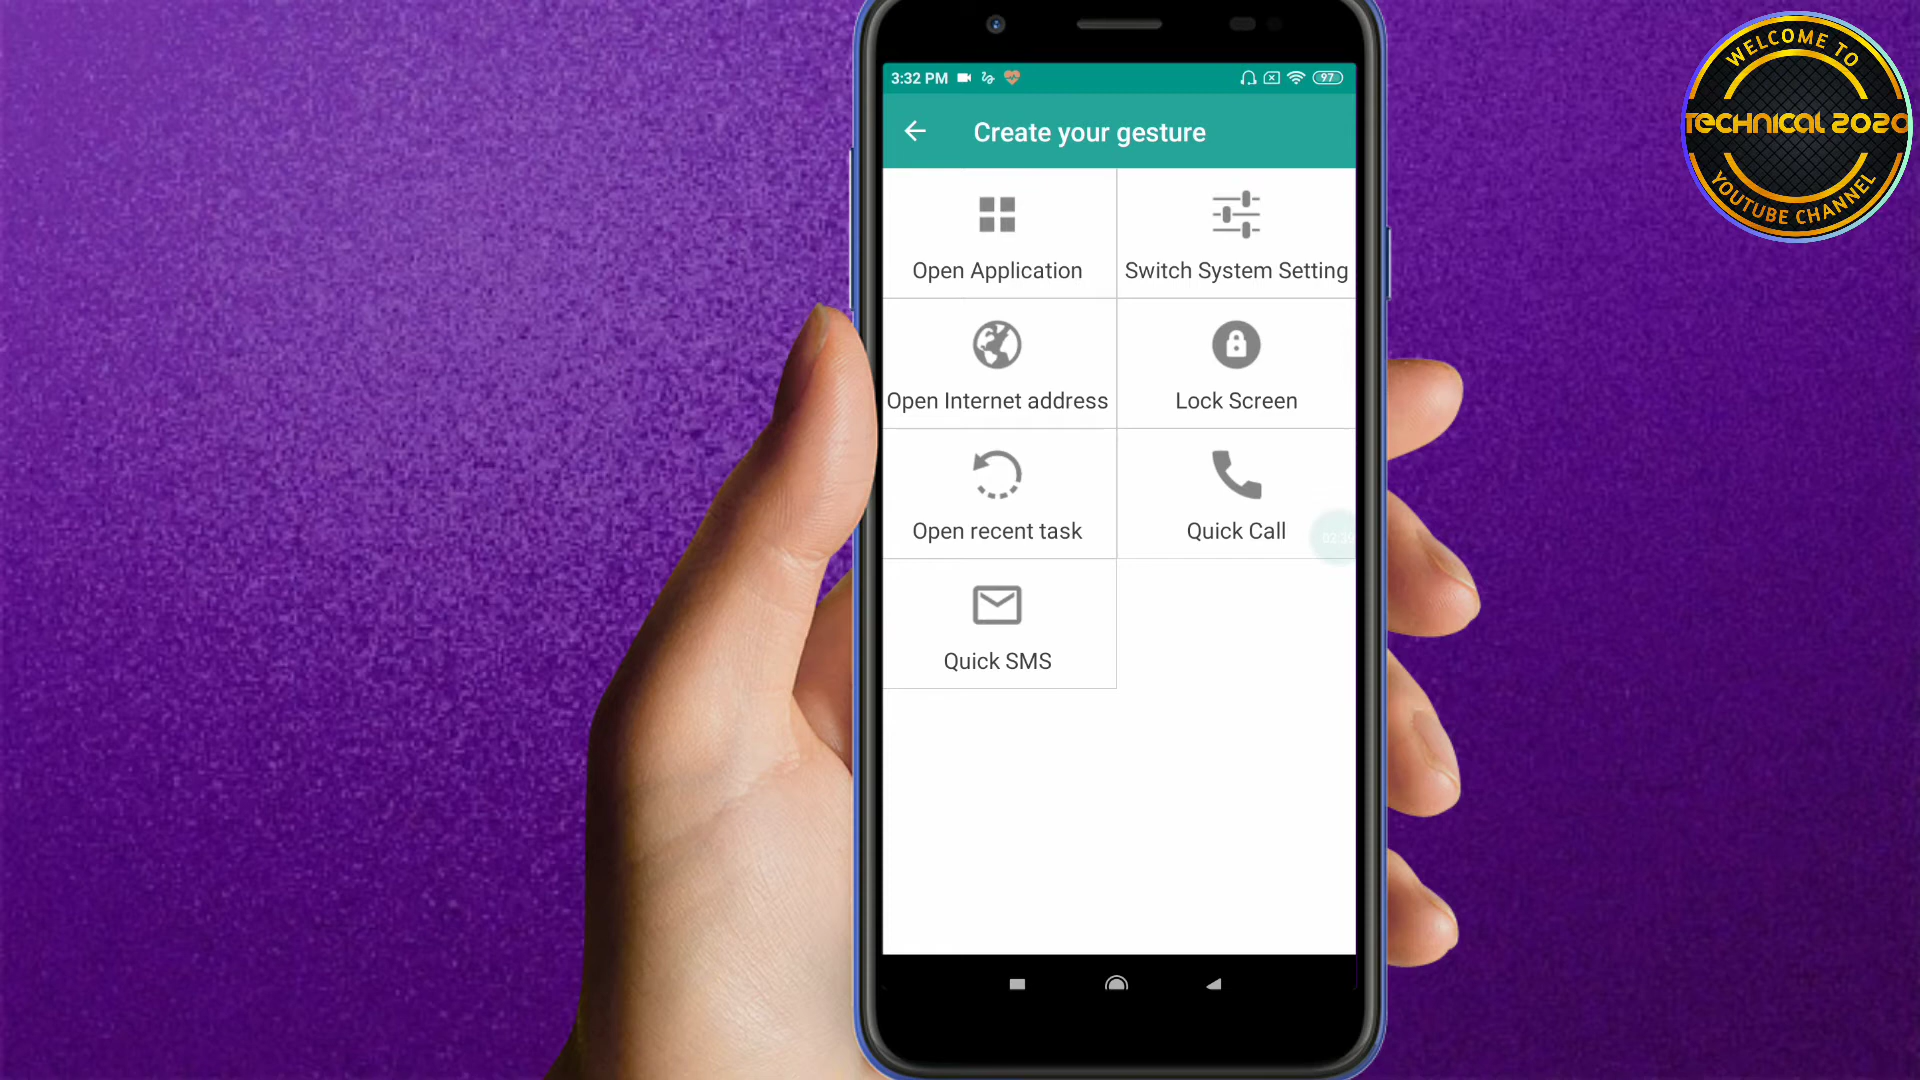 WELCOME TO
TECHNICAL 2020
YOUTUBE CHANNEL
3:32 PM
97
Create your gesture
Open Application
Switch System Setting
Open Internet address
Lock Screen
Open recent task
Quick Call
Quick SMS